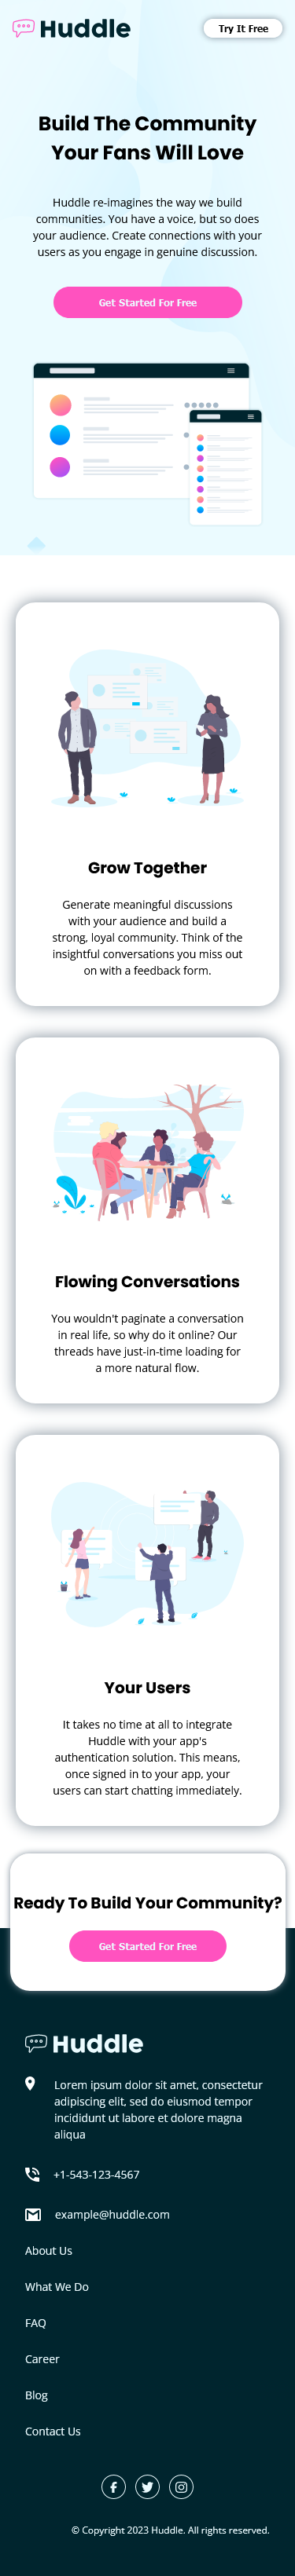 Huddle
Try It Free
Build The Community
Your Fans Will Love
Huddle re-imagines the way we build
communities. You have a voice, but so does
your audience. Create connections with your
users as you engage in genuine discussion.
Get Started For Free
Grow Together
Generate meaningful discussions
with your audience and build a
strong, loyal community. Think of the
insightful conversations you miss out
on with a feedback form.
Flowing Conversations
You wouldn't paginate a conversation
in real life, so why do it online? Our
threads have just-in-time loading for
a more natural flow.
Your Users
It takes no time at all to integrate
Huddle with your app's
authentication solution. This means,
once signed in to your app, your
users can start chatting immediately.
Ready To Build Your Community?
Get Started For Free
Huddle
Lorem ipsum dolor sit amet, consectetur
adipiscing elit, sed do eiusmod tempor
incididunt ut labore et dolore magna
aliqua
+1-543-123-4567
example@huddle.com
About Us
What We Do
FAQ
Career
Blog
Contact Us
© Copyright 2023 Huddle. All rights reserved.